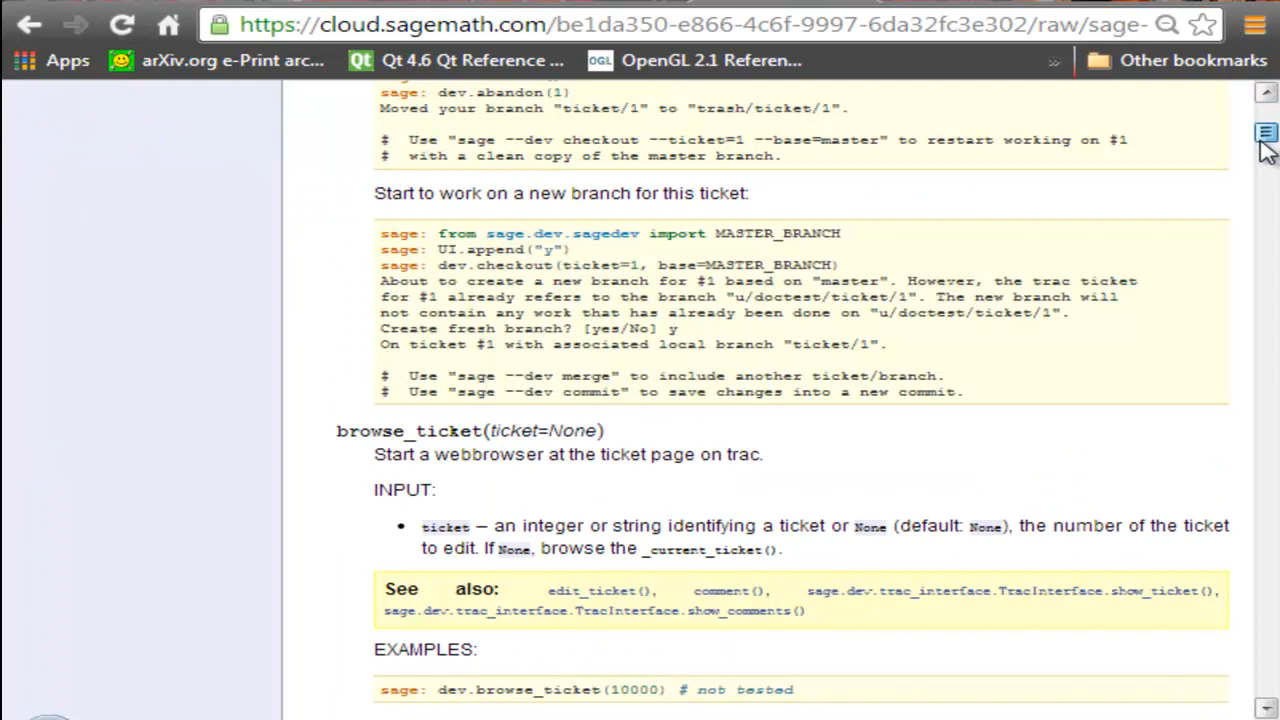 https://cloud.sagemath.com/be1da350-e866-4c6f-9997-6da32fc3e302/raw/sage-
Apps arXiv.org e-Print arc... Qt Qt 4.6 Qt Reference ... OGL OpenGL 2.1 Referen... » Other bookmarks
sage: dev.abandon(1)
Moved your branch "ticket/1" to "trash/ticket/1".
# Use "sage --dev checkout --ticket=1 --base=master" to restart working on #1
# with a clean copy of the master branch.
Start to work on a new branch for this ticket:
sage: from sage.dev.sagedev import MASTER_BRANCH
sage: UI.append("y")
sage: dev.checkout(ticket=1, base=MASTER_BRANCH)
About to create a new branch for #1 based on "master". However, the trac ticket
for #1 already refers to the branch "u/doctest/ticket/1". The new branch will
not contain any work that has already been done on "u/doctest/ticket/1".
Create fresh branch? [yes/No] y
On ticket #1 with associated local branch "ticket/1".
# Use "sage --dev merge" to include another ticket/branch.
# Use "sage --dev commit" to save changes into a new commit.
browse_ticket(ticket=None)
Start a webbrowser at the ticket page on trac.
INPUT:
• ticket – an integer or string identifying a ticket or None (default: None), the number of the ticket
to edit. If None, browse the _current_ticket().
See also: edit_ticket(), comment(), sage.dev.trac_interface.TracInterface.show_ticket(),
sage.dev.trac_interface.TracInterface.show_comments()
EXAMPLES:
sage: dev.browse_ticket(10000) # not tested